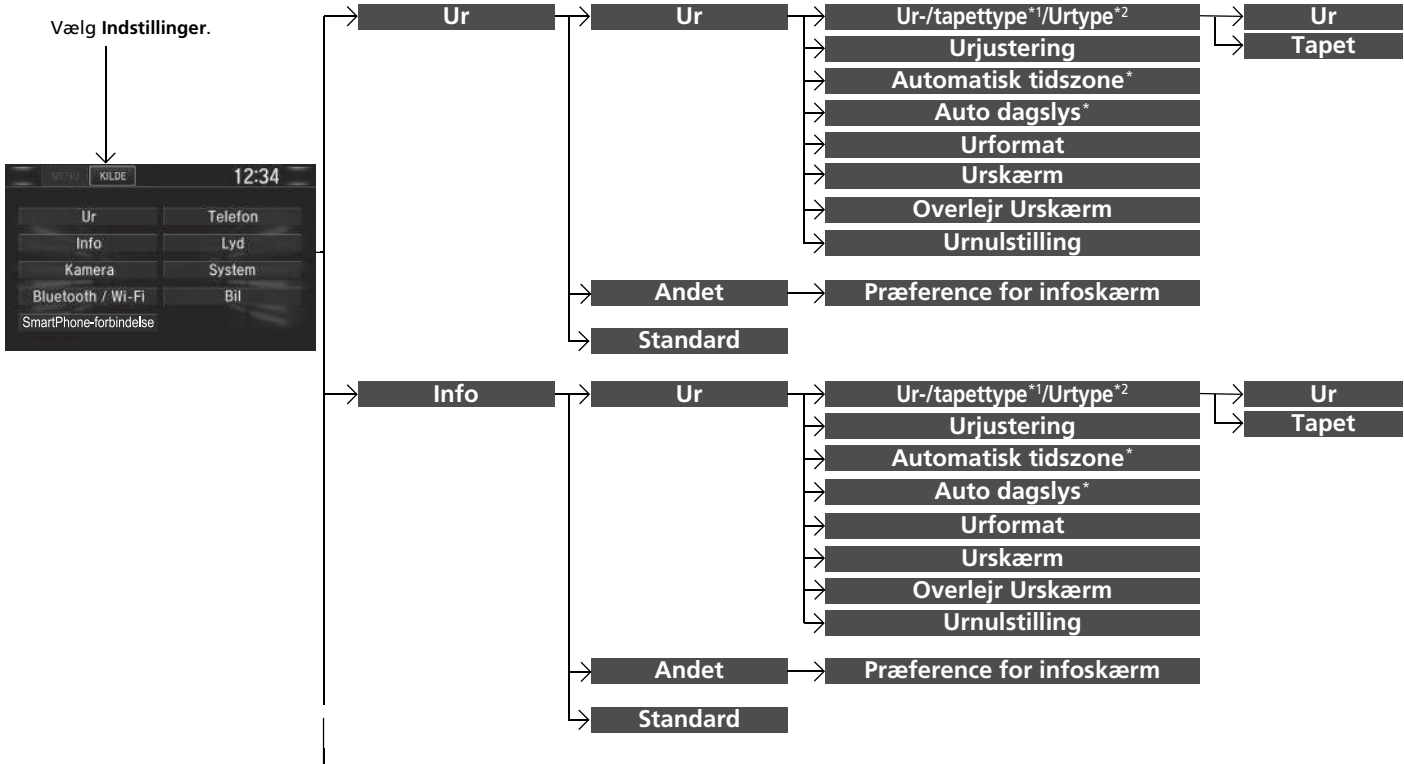 Vælg Indstillinger.
MENU KILDE 12:34
Ur Telefon
Info Lyd
Kamera System
Bluetooth / Wi-Fi Bil
SmartPhone-forbindelse
Ur Ur Ur-/tapettype*1/Urtype*2 Ur
Urjustering Tapet
Automatisk tidszone*
Auto dagslys*
Urformat
Urskærm
Overlejr Urskærm
Urnulstilling
Andet Præference for infoskærm
Standard
Info Ur Ur-/tapettype*1/Urtype*2 Ur
Urjustering Tapet
Automatisk tidszone*
Auto dagslys*
Urformat
Urskærm
Overlejr Urskærm
Urnulstilling
Andet Præference for infoskærm
Standard